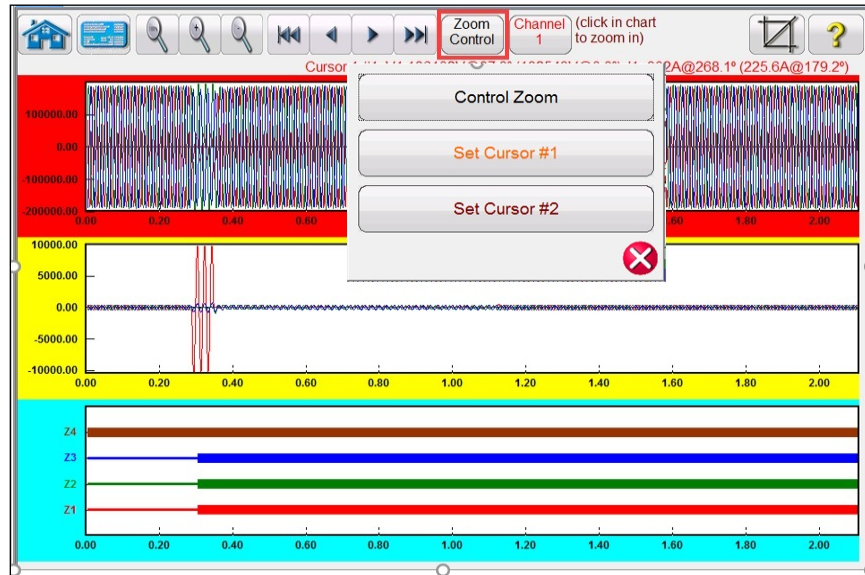 Zoom
Control
Channel
1
(click in chart
to zoom in)
?
Cursor
2A@268.1º (225.6A@179.2º)
Control Zoom
Set Cursor #1
Set Cursor #2
100000.00
0.00
-100000.00
-200000.00
0.00 0.20 0.40 0.60 .60 1.80 2.00
10000.00
5000.00
0.00
-5000.00
-10000.00
0.00 0.20 0.40 0.60 0.80 1.00 1.20 1.40 1.60 1.80 2.00
Z4
Z3
Z2
Z1
0.00 0.20 0.40 0.60 0.80 1.00 1.20 1.40 1.60 1.80 2.00